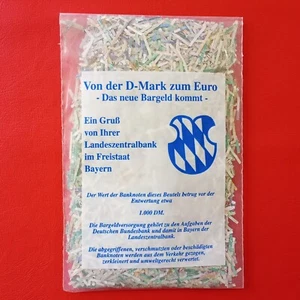 Von der D-Mark zum Euro
- Das neue Bargeld kommt -
Ein Gruß
von Ihrer
Landeszentralbank
im Freistaat
Bayern
Der Wert der Banknoten dieses Beutels betrug vor der
Entwertung etwa
1.000 DM.
Die Bargeldversorgung gehört zu den Aufgaben der
Deutschen Bundesbank und damit in Bayern der
Landeszentralbank.
Die abgegriffenen, verschmutzten oder beschädigten
Banknoten werden aus dem Verkehr gezogen,
zerkleinert und umweltgerecht verwertet.